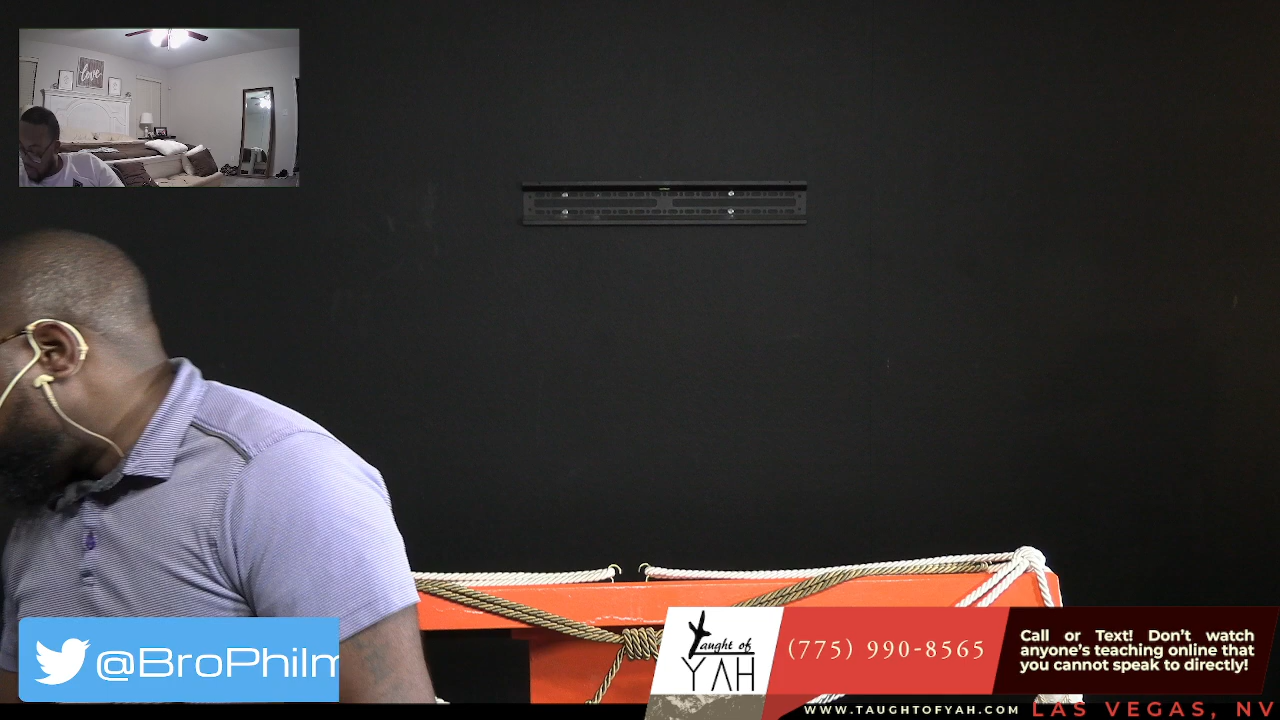 love
@BroPhilm
Taught of
YAH
(775) 990-8565
Call or Text! Don't watch
anyone's teaching online that
you cannot speak to directly!
WWW.TAUGHTOFYAH.COM
LAS VEGAS, NV